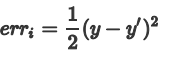 err_i = \frac{1}{2}(y - y')^2